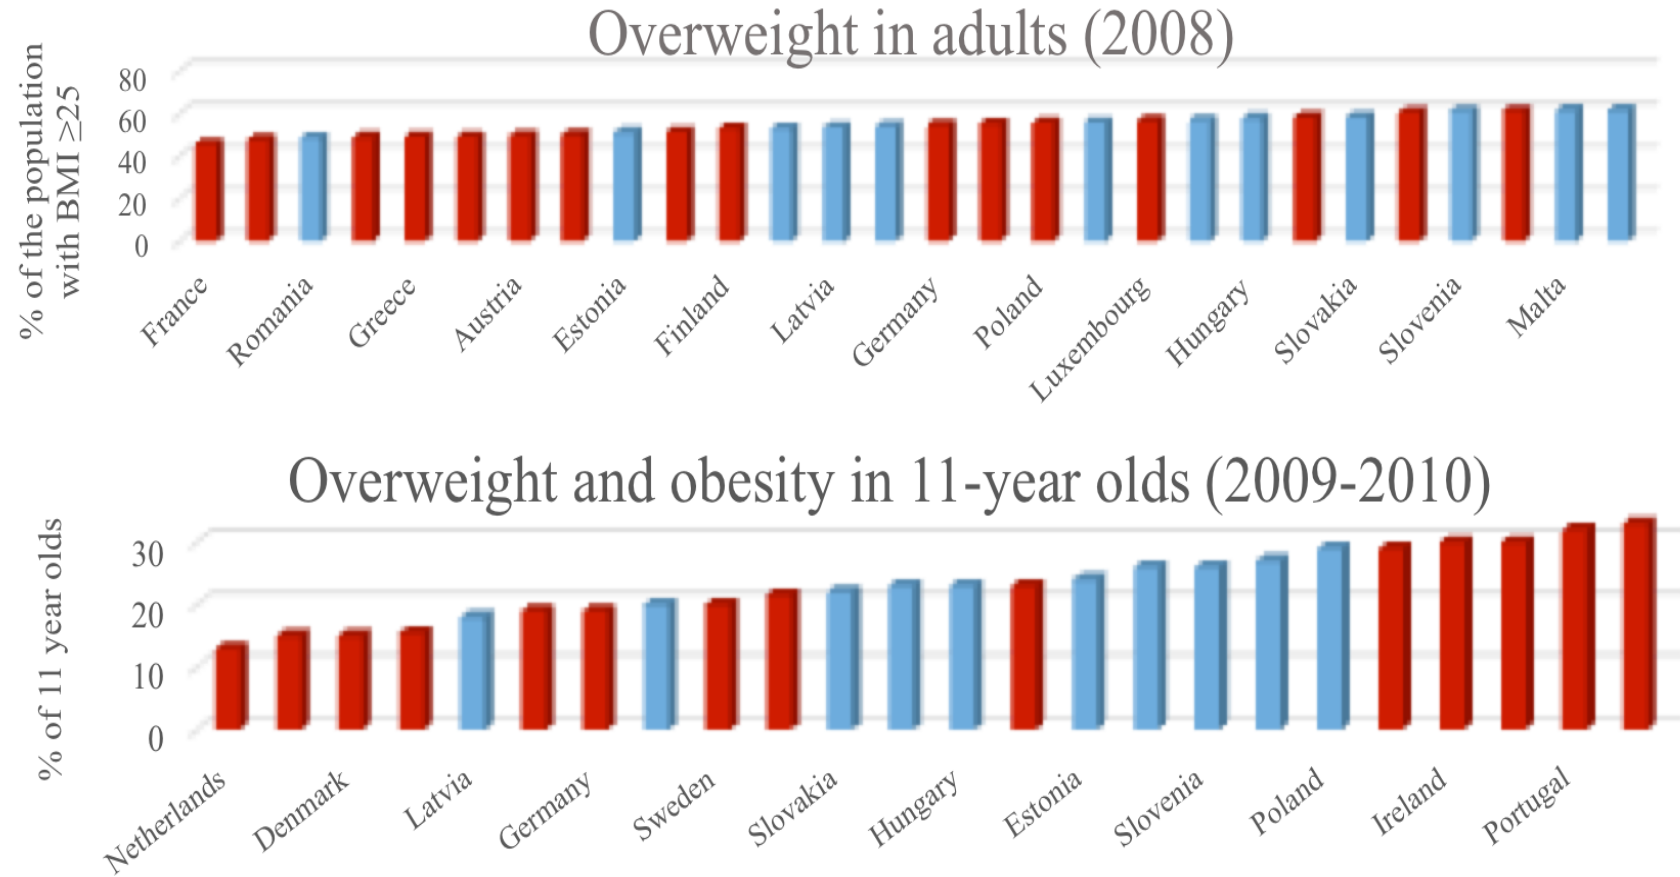 Overweight in adults (2008)
% of the population
with BMI ≥25
80
60
40
20
0
France
Romania
Greece
Austria
Estonia
Finland
Latvia
Germany
Poland
Luxembourg
Hungary
Slovakia
Slovenia
Malta
Overweight and obesity in 11-year olds (2009-2010)
% of 11 year olds
30
20
10
0
Netherlands
Denmark
Latvia
Germany
Sweden
Slovakia
Hungary
Estonia
Slovenia
Poland
Ireland
Portugal